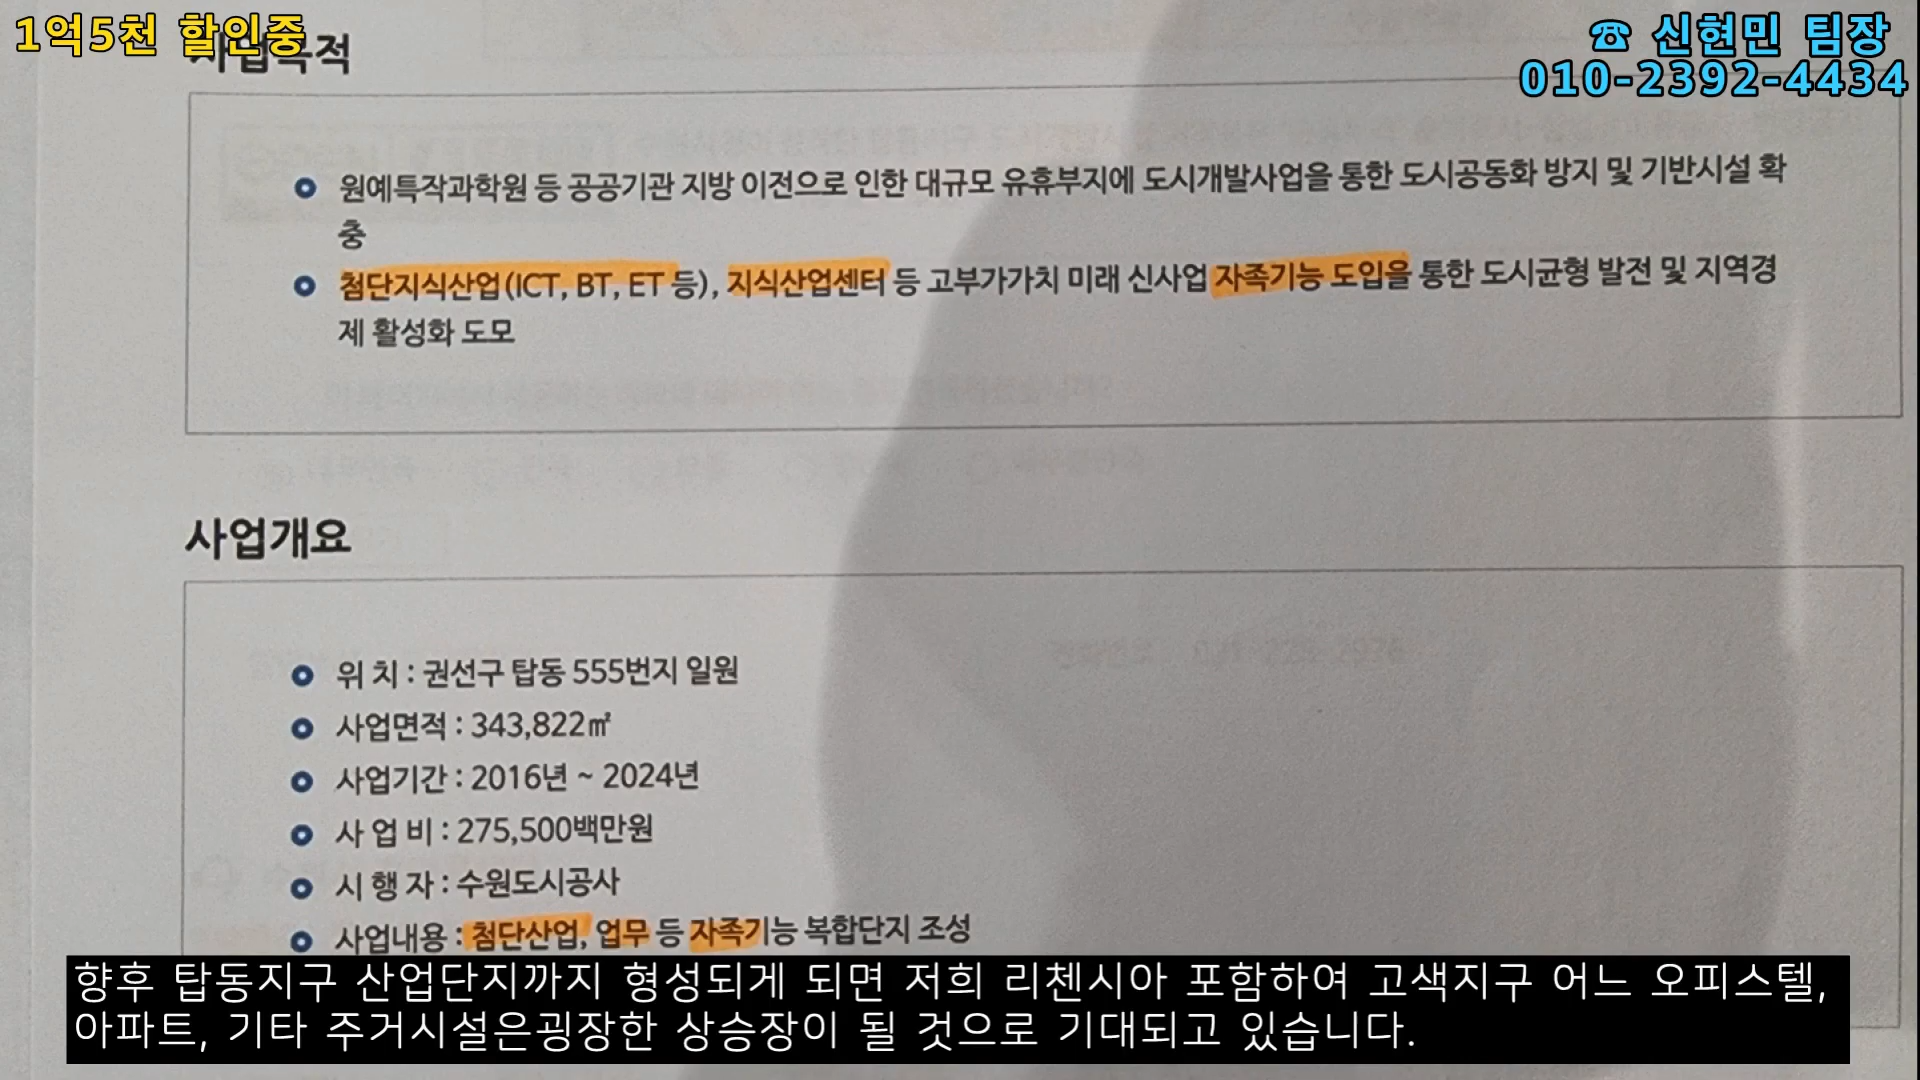 1억5천 할인중
☎ 신현민 팀장
010-2392-4434
사업목적
원예특작과학원 등 공공기관 지방 이전으로 인한 대규모 유휴부지에 도시개발사업을 통한 도시공동화 방지 및 기반시설 확
충
첨단지식산업(ICT, BT, ET 등), 지식산업센터 등 고부가가치 미래 신사업 자족기능 도입을 통한 도시균형 발전 및 지역경
제 활성화 도모
사업개요
위 치 : 권선구 탑동 555번지 일원
사업면적 : 343,822㎡
사업기간 : 2016년 ~ 2024년
사 업 비 : 275,500백만원
시 행 자 : 수원도시공사
사업내용 : 첨단산업, 업무 등 자족기능 복합단지 조성
향후 탑동지구 산업단지까지 형성되게 되면 저희 리첸시아 포함하여 고색지구 어느 오피스텔,
아파트, 기타 주거시설은굉장한 상승장이 될 것으로 기대되고 있습니다.